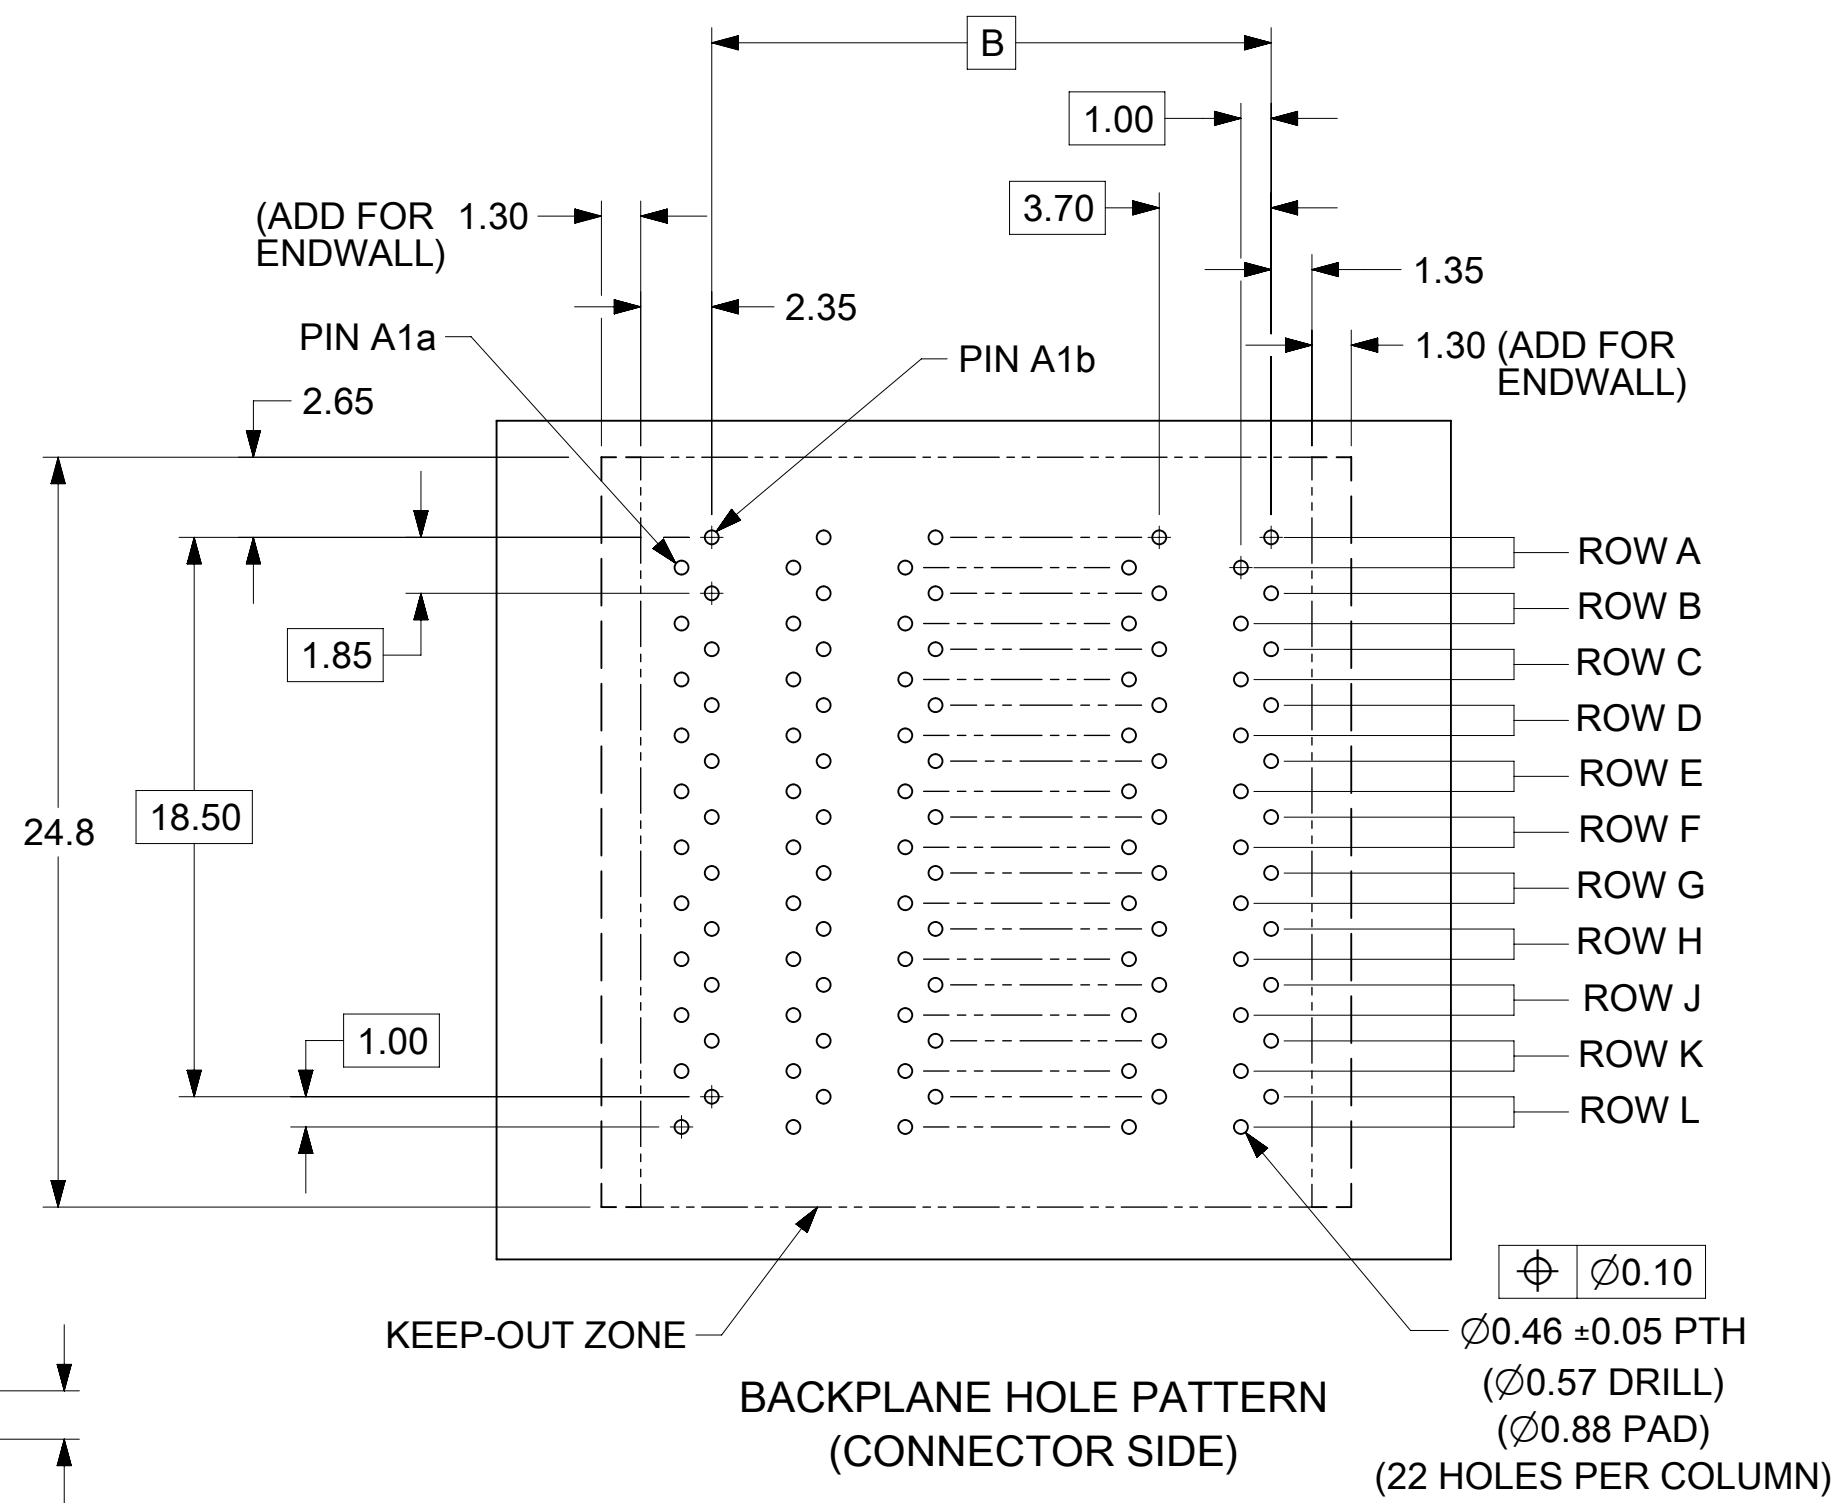 B
1.00
3.70
(ADD FOR 1.30
ENDWALL)
1.35
2.35
PIN A1a
PIN A1b
1.30 (ADD FOR
ENDWALL)
2.65
ROW A
ROW B
1.85
ROW C
ROW D
ROW E
18.50
24.8
ROW F
ROW G
ROW H
ROW J
1.00
ROW K
ROW L
⌖ ∅0.10
KEEP-OUT ZONE
∅0.46 ±0.05 PTH
(∅0.57 DRILL)
(∅0.88 PAD)
(22 HOLES PER COLUMN)
BACKPLANE HOLE PATTERN
(CONNECTOR SIDE)